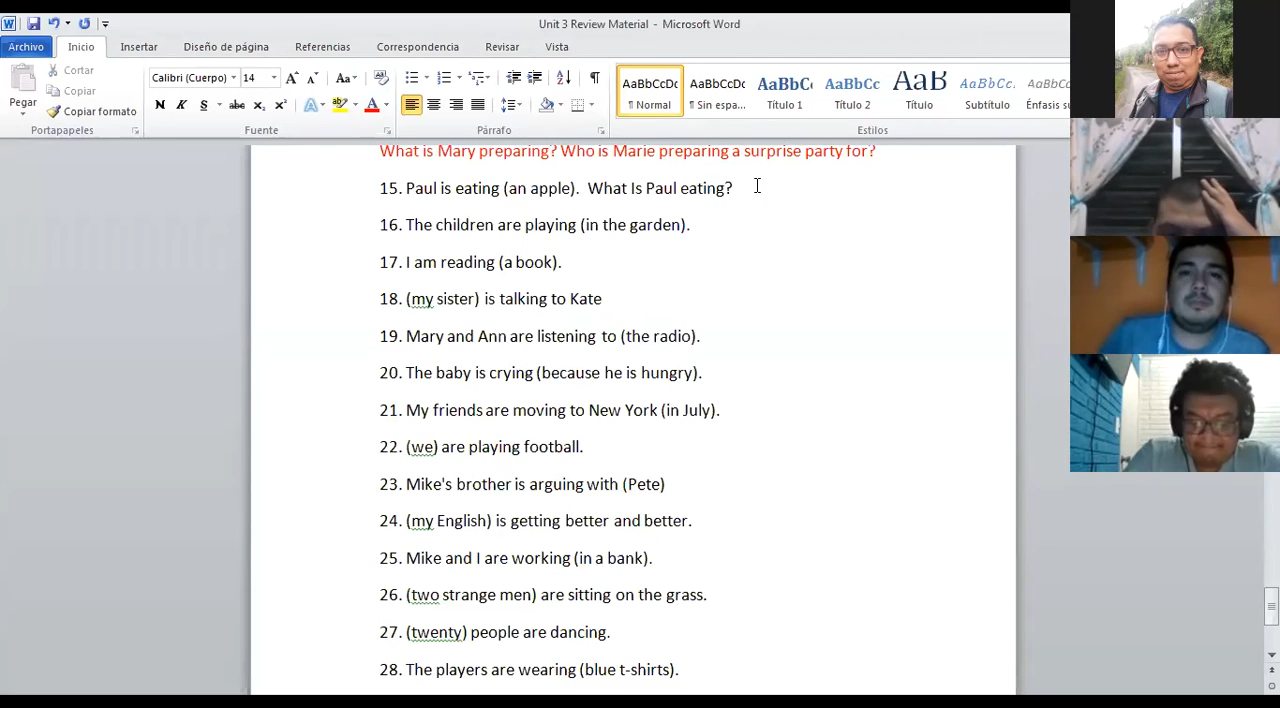 Unit 3 Review Material - Microsoft Word
Archivo Inicio Insertar Diseño de página Referencias Correspondencia Revisar Vista
Cortar
Calibri (Cuerpo) 14
AaBbCcDc AaBbCcDc AaBbC AaBbCc AaB AaBbCc. AaBbCc
Copiar
Pegar
Copiar formato
¶ Normal ¶ Sin espa... Título 1 Título 2 Título Subtítulo Énfasis su
Portapapeles Fuente Párrafo Estilos
What is Mary preparing? Who is Marie preparing a surprise party for?
15. Paul is eating (an apple). What Is Paul eating?
16. The children are playing (in the garden).
17. I am reading (a book).
18. (my sister) is talking to Kate
19. Mary and Ann are listening to (the radio).
20. The baby is crying (because he is hungry).
21. My friends are moving to New York (in July).
22. (we) are playing football.
23. Mike's brother is arguing with (Pete)
24. (my English) is getting better and better.
25. Mike and I are working (in a bank).
26. (two strange men) are sitting on the grass.
27. (twenty) people are dancing.
28. The players are wearing (blue t-shirts).